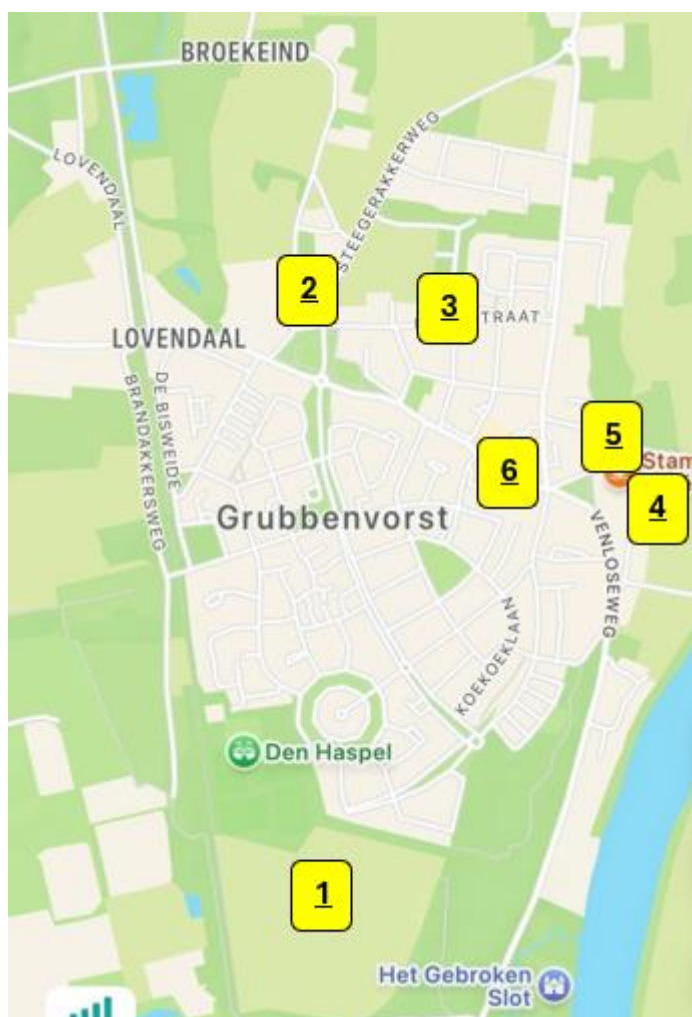 BROEKEIND
LOVENDAAL
STEEGERAKKERWEG
2
3
TRAAT
LOVENDAAL
BRANDAKKERSWEG
DE BISWEIDE
5
Stam
6
4
Grubbenvorst
VENLOSEWEG
KOEKOEKLAAN
Den Haspel
1
Het Gebroken
Slot